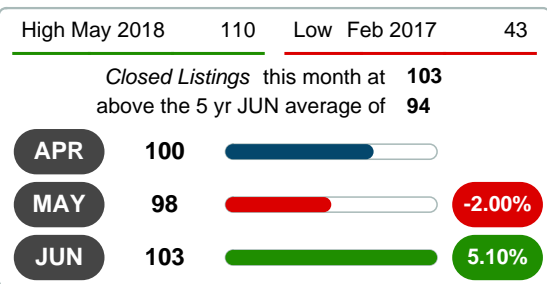 High May 2018 110 Low Feb 2017 43
Closed Listings this month at 103
above the 5 yr JUN average of 94
APR 100
MAY 98 -2.00%
JUN 103 5.10%